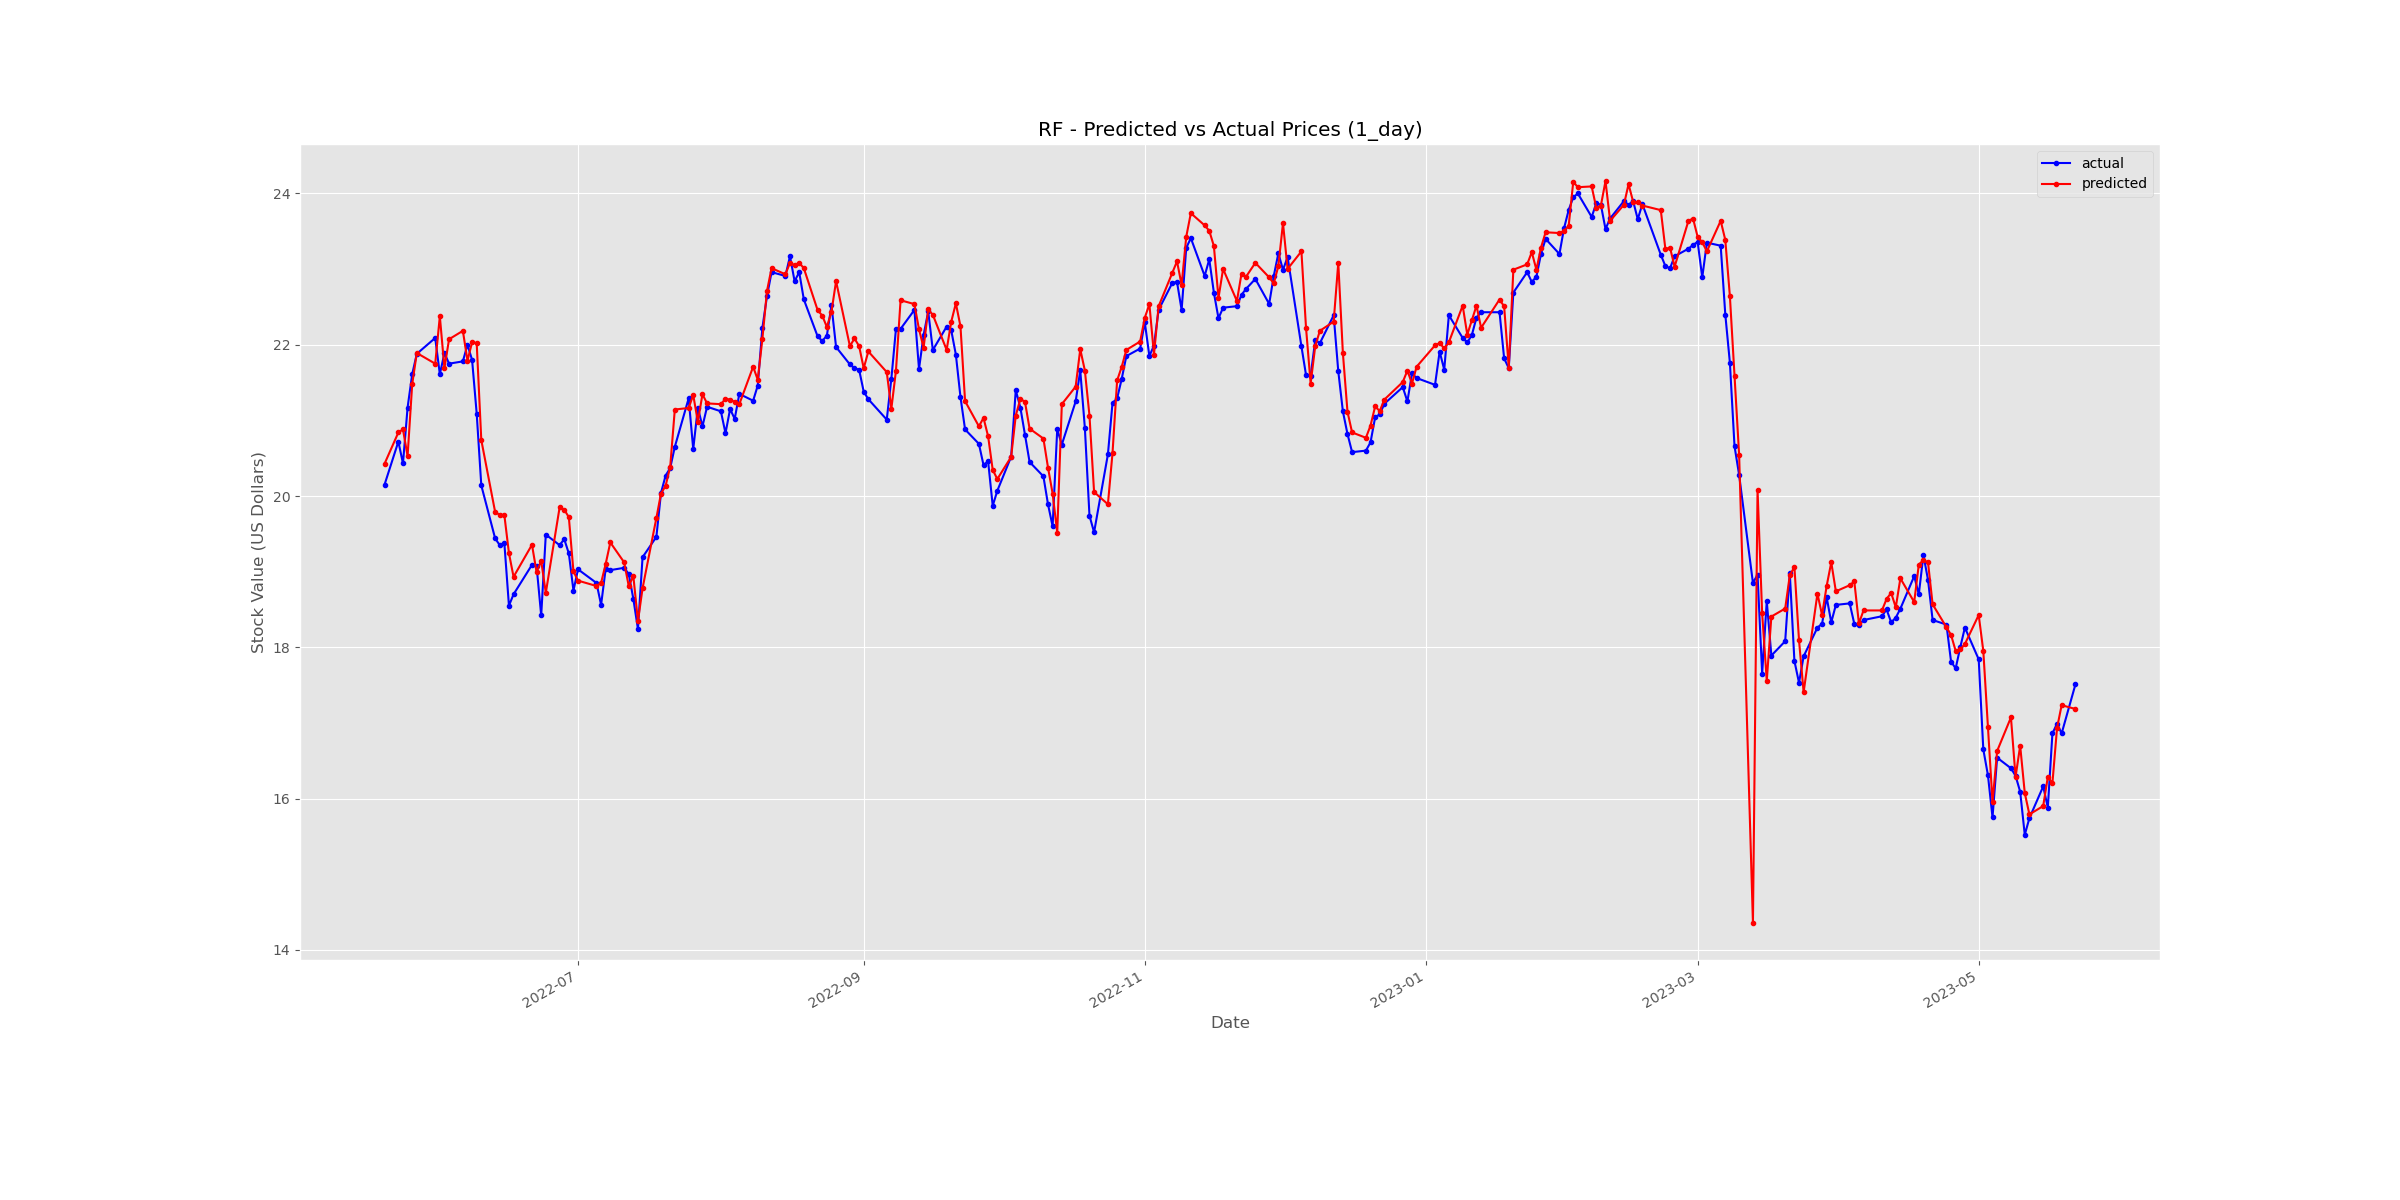 RF - Predicted vs Actual Prices (1_day)
actual
predicted
Stock Value (US Dollars)
24
22
20
18
16
14
2022-07
2022-09
2022-11
2023-01
2023-03
2023-05
Date